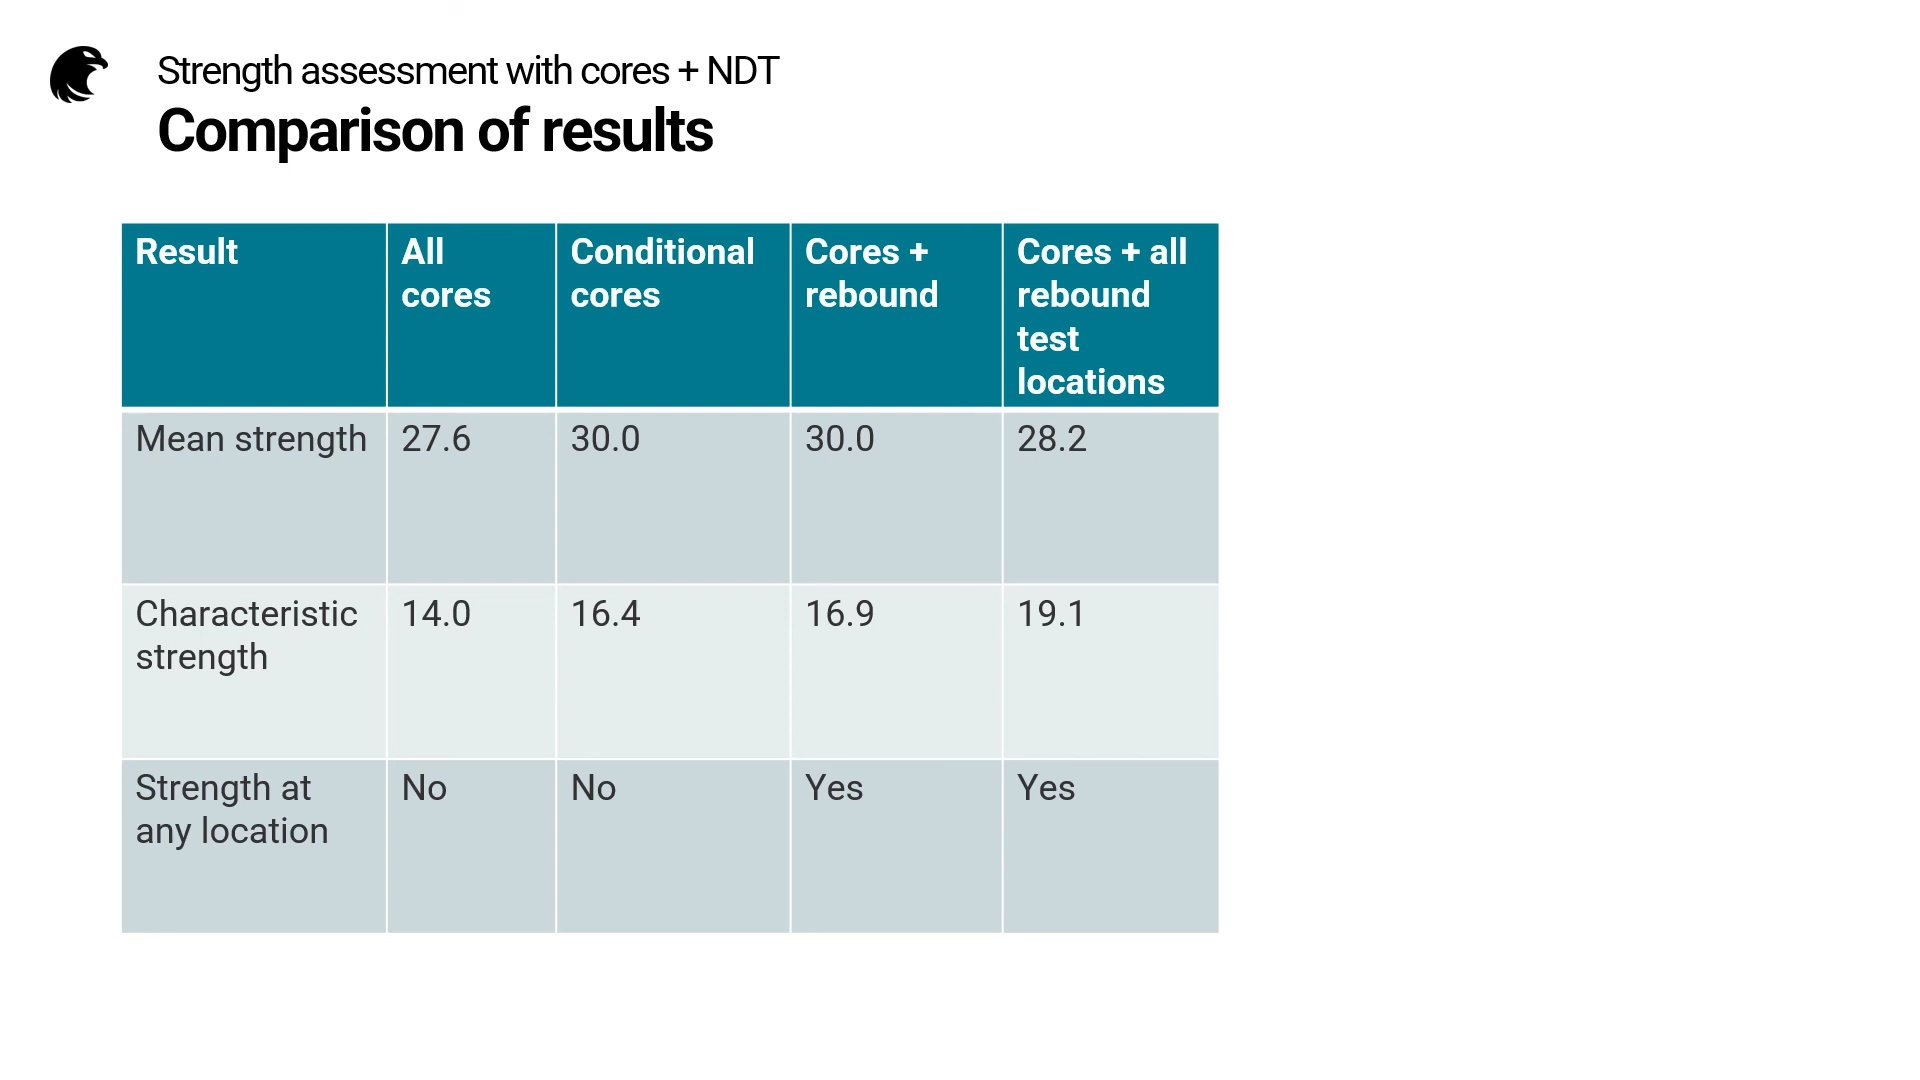 Strength assessment with cores + NDT
Comparison of results
Result
All
cores
Conditional
cores
Cores +
rebound
Cores + all
rebound
test
locations
Mean strength
27.6
30.0
30.0
28.2
Characteristic
strength
14.0
16.4
16.9
19.1
Strength at
any location
No
No
Yes
Yes